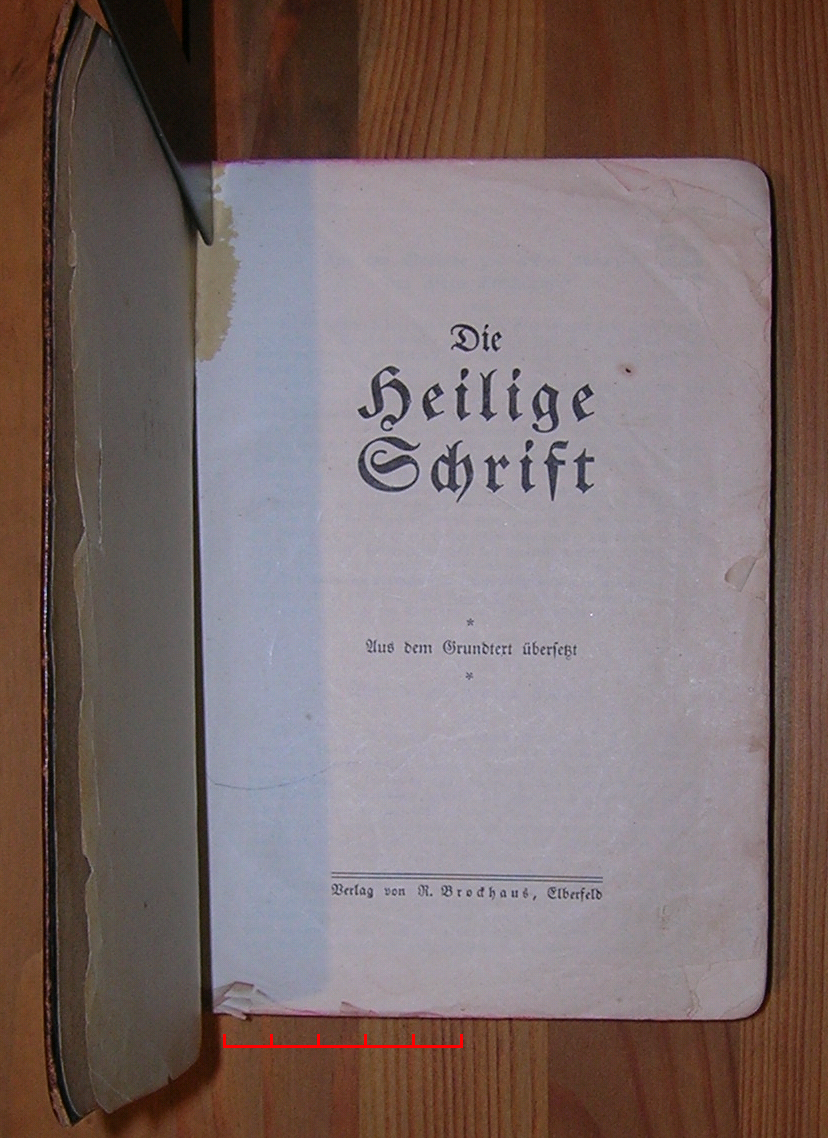 Die
Heilige
Schrift
*
Aus dem Grundtext übersetzt
*
Verlag von R. Brockhaus, Elberfeld